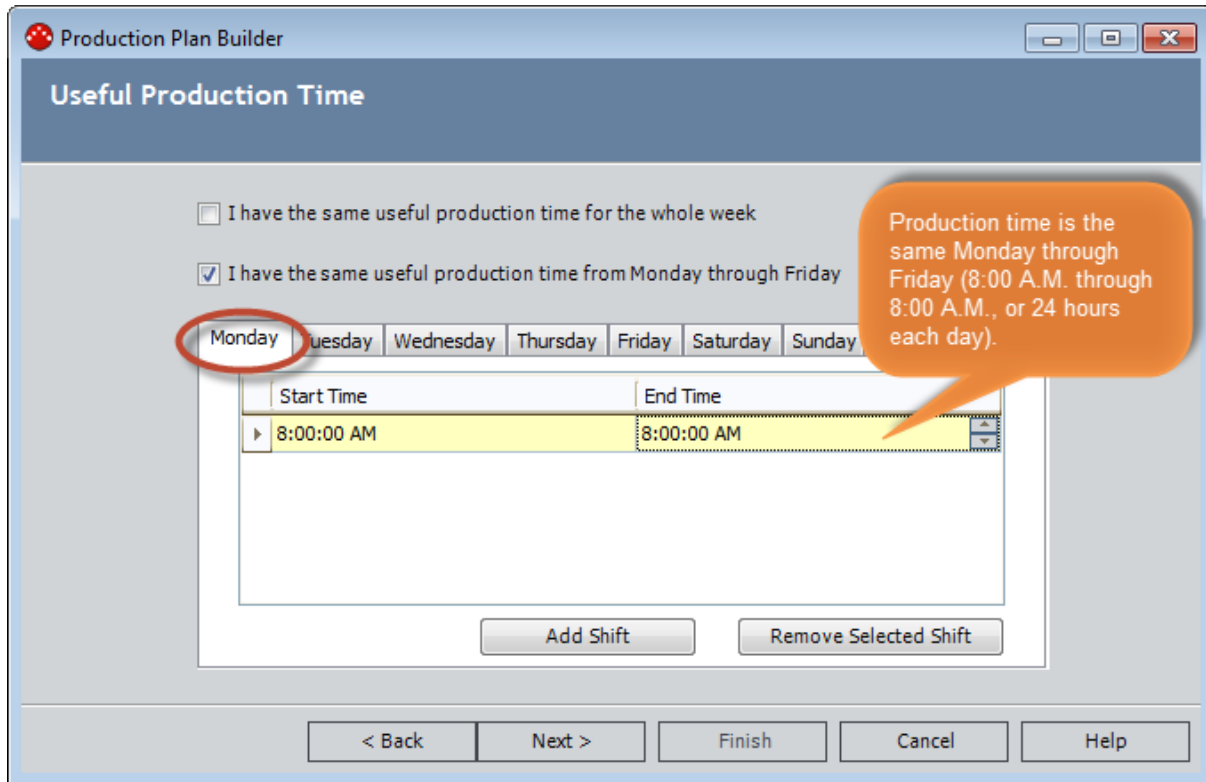 Production Plan Builder
Useful Production Time
I have the same useful production time for the whole week
I have the same useful production time from Monday through Friday
Production time is the
same Monday through
Friday (8:00 A.M. through
8:00 A.M., or 24 hours
each day).
Monday Tuesday Wednesday Thursday Friday Saturday Sunday
Start Time End Time
8:00:00 AM 8:00:00 AM
Add Shift Remove Selected Shift
< Back Next > Finish Cancel Help